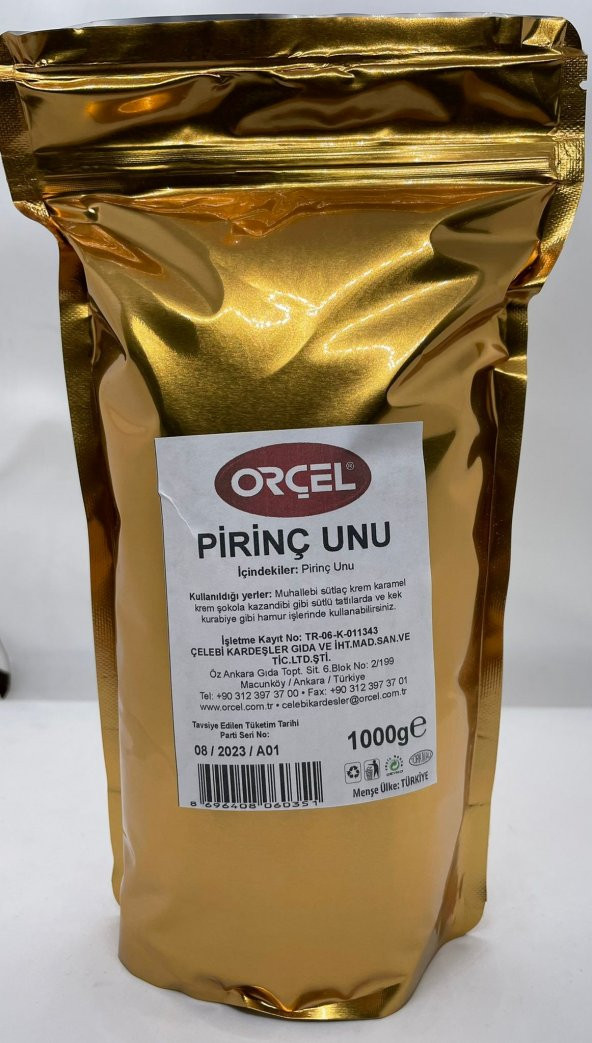 ORÇEL®
PİRİNÇ UNU
İçindekiler: Pirinç Unu
Kullanıldığı yerler: Muhallebi sütlaç krem karamel
krem şokola kazandibi gibi sütlü tatlılarda ve kek
kurabiye gibi hamur işlerinde kullanabilirsiniz.
İşletme Kayıt No: TR-06-K-011343
ÇELEBİ KARDEŞLER GIDA VE İHT.MAD.SAN.VE
TİC.LTD.ŞTİ.
Öz Ankara Gıda Topt. Sit. 6.Blok No: 2/199
Macunköy / Ankara / Türkiye
Tel: +90 312 397 37 00 • Fax: +90 312 397 37 01
www.orcel.com.tr • celebikardesler@orcel.com.tr
Tavsiye Edilen Tüketim Tarihi
Parti Seri No:
08 / 2023 / A01
1000g℮
8 696408 060351
Menşe Ülke: TÜRKİYE